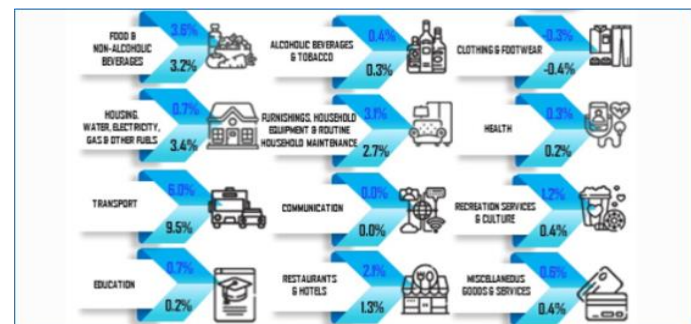 FOOD &
NON-ALCOHOLIC
BEVERAGES
3.6%
3.2%
ALCOHOLIC BEVERAGES
& TOBACCO
0.4%
0.3%
CLOTHING & FOOTWEAR
-0.3%
-0.4%
HOUSING,
WATER, ELECTRICITY,
GAS & OTHER FUELS
0.7%
3.4%
FURNISHINGS, HOUSEHOLD
EQUIPMENT & ROUTINE
HOUSEHOLD MAINTENANCE
3.1%
2.7%
HEALTH
0.3%
0.2%
TRANSPORT
6.0%
9.5%
COMMUNICATION
0.0%
0.0%
RECREATION SERVICES
& CULTURE
1.2%
0.4%
EDUCATION
0.7%
0.2%
RESTAURANTS
& HOTELS
2.1%
1.3%
MISCELLANEOUS
GOODS & SERVICES
0.6%
0.4%